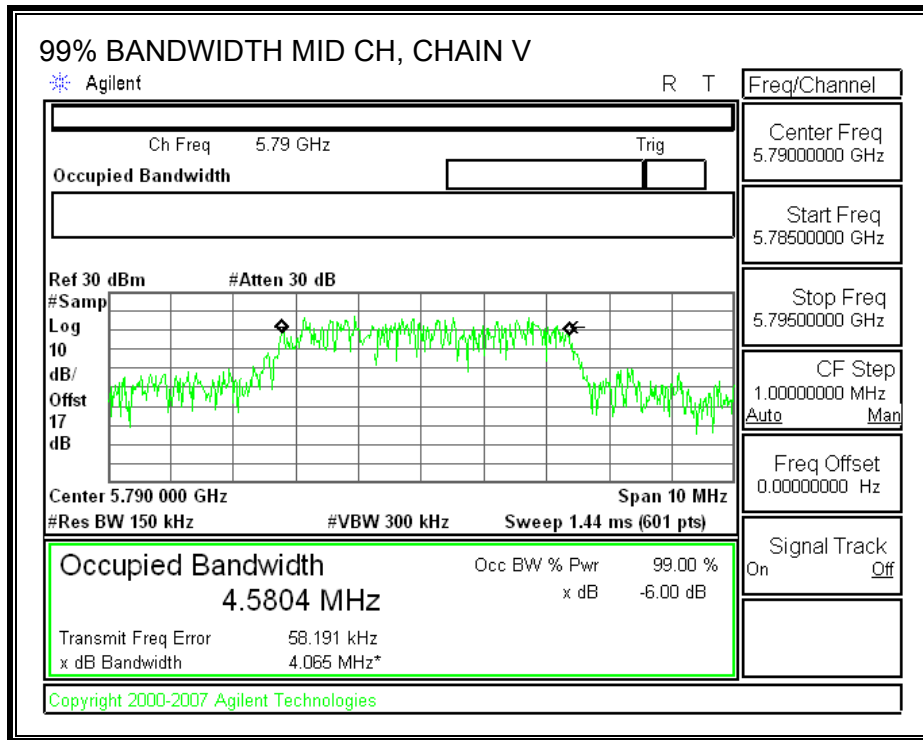 99% BANDWIDTH MID CH, CHAIN V
Agilent R T
Ch Freq 5.79 GHz Trig
Occupied Bandwidth
Ref 30 dBm #Atten 30 dB
#Samp
Log
10
dB/
Offst
17
dB
Center 5.790 000 GHz Span 10 MHz
#Res BW 150 kHz #VBW 300 kHz Sweep 1.44 ms (601 pts)
Occupied Bandwidth
4.5804 MHz
Occ BW % Pwr 99.00 %
x dB -6.00 dB
Transmit Freq Error 58.191 kHz
x dB Bandwidth 4.065 MHz*
Copyright 2000-2007 Agilent Technologies
Freq/Channel
Center Freq
5.79000000 GHz
Start Freq
5.78500000 GHz
Stop Freq
5.79500000 GHz
CF Step
1.00000000 MHz
Auto Man
Freq Offset
0.00000000 Hz
Signal Track
On Off